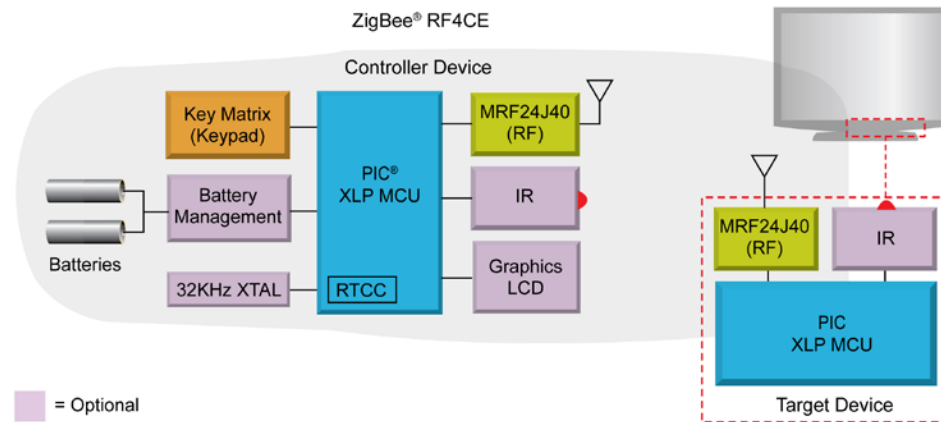 ZigBee® RF4CE
Controller Device
Key Matrix
(Keypad)
Battery
Management
Batteries
32KHz XTAL
PIC®
XLP MCU
RTCC
MRF24J40
(RF)
IR
Graphics
LCD
MRF24J40
(RF)
IR
PIC
XLP MCU
Target Device
= Optional